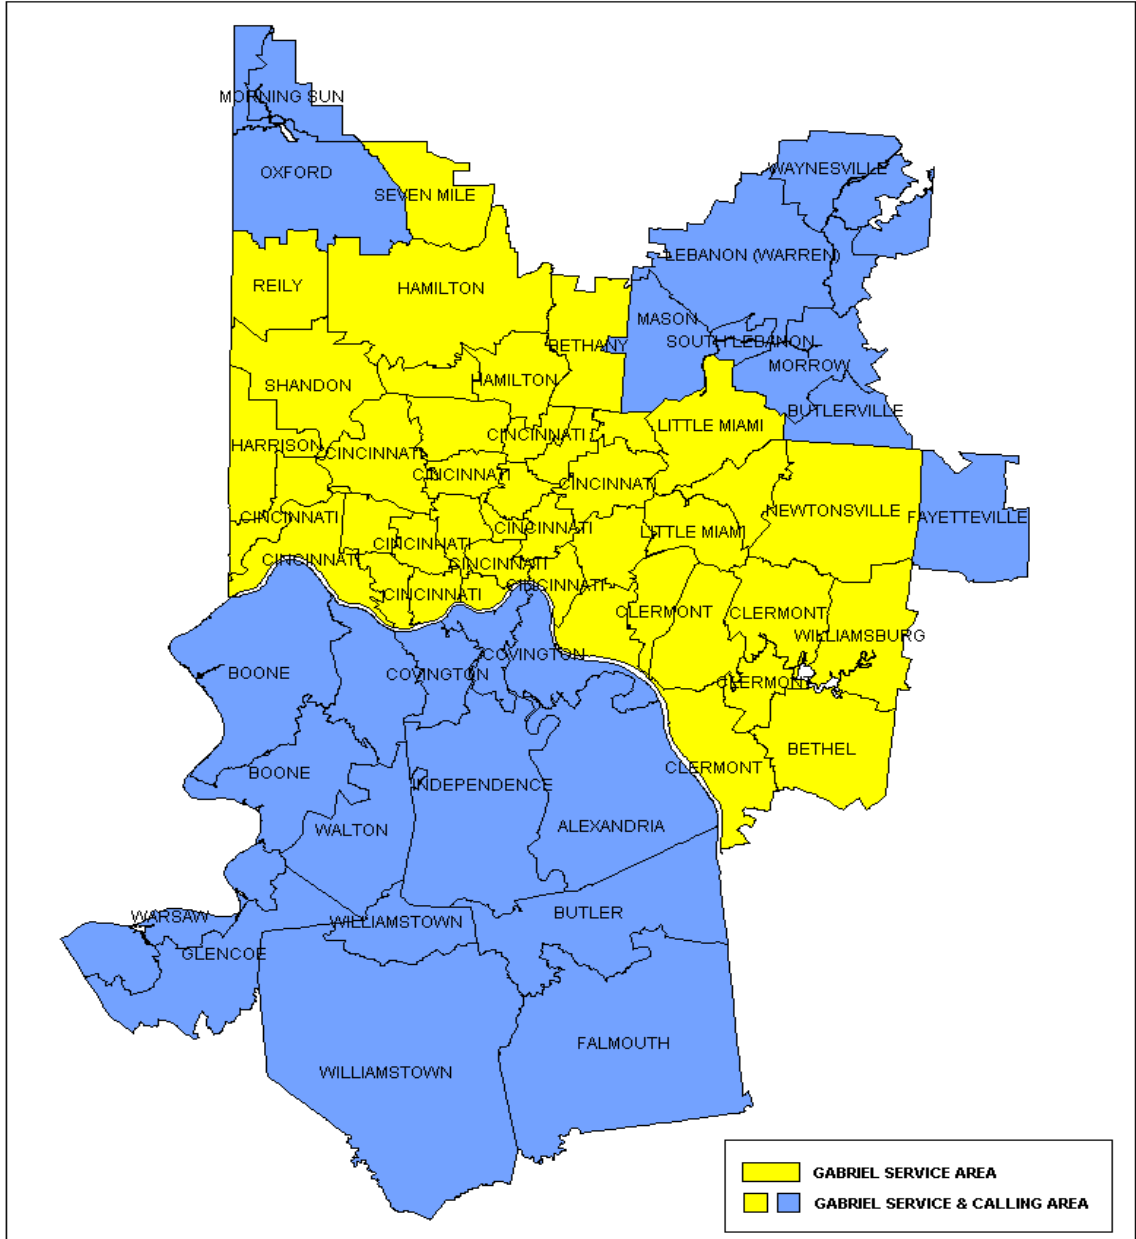 MORNING SUN
OXFORD
WAYNESVILLE
SEVEN MILE
LEBANON (WARREN)
REILY
HAMILTON
MASON
SOUTH LEBANON
BETHANY
MORROW
SHANDON
HAMILTON
BUTLERVILLE
LITTLE MIAMI
CINCINNATI
HARRISON
CINCINNATI
CINCINNATI
CINCINNATI
NEWTONSVILLE
FAYETTEVILLE
CINCINNATI
CINCINNATI
LITTLE MIAMI
CINCINNATI
CINCINNATI
CINCINNATI
CINCINNATI
CINCINNATI
CLERMONT
CLERMONT
WILLIAMSBURG
COVINGTON
BOONE
COVINGTON
CLERMONT
BETHEL
CLERMONT
BOONE
INDEPENDENCE
WALTON
ALEXANDRIA
WARSAW
WILLIAMSTOWN
BUTLER
GLENCOE
FALMOUTH
WILLIAMSTOWN
GABRIEL SERVICE AREA
GABRIEL SERVICE & CALLING AREA